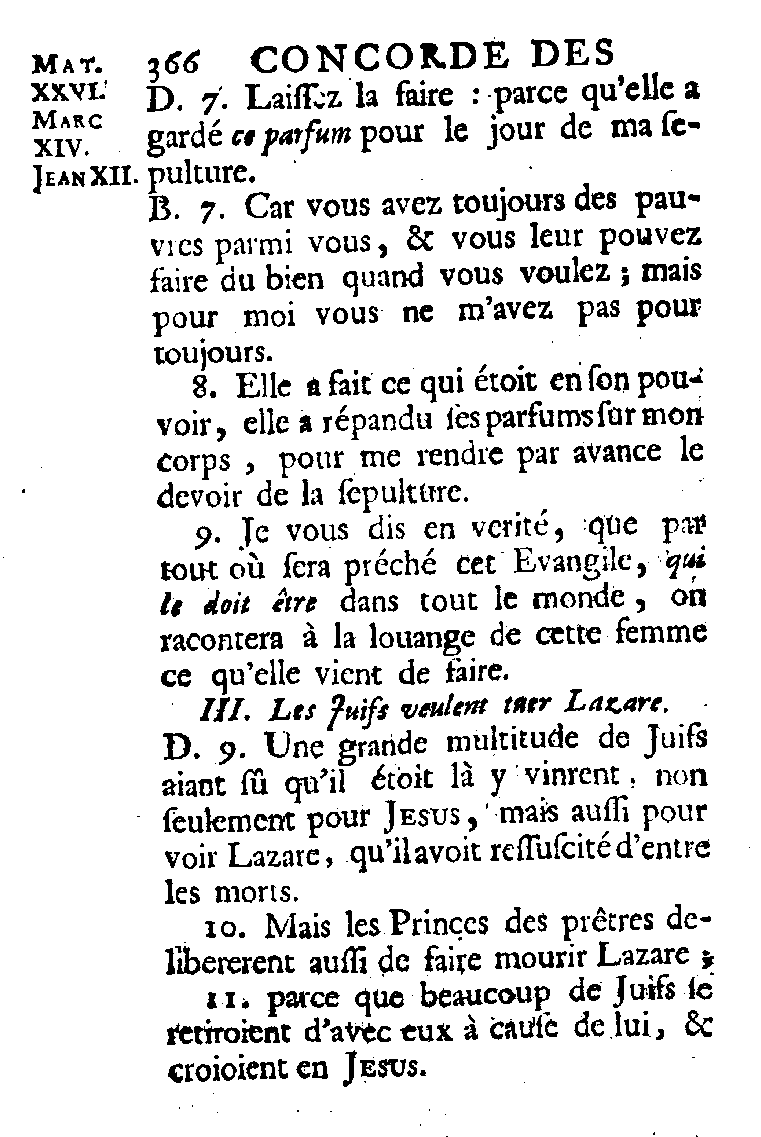 MAT.
XXVI.
MARC
XIV.
JEAN XII.
366 CONCORDE DES
D. 7. Laiſſez la faire : parce qu'elle a
gardé ce parfum pour le jour de ma ſe-
pulture.
B. 7. Car vous avez toujours des pau-
vres parmi vous, & vous leur pouvez
faire du bien quand vous voulez ; mais
pour moi vous ne m'avez pas pour
toujours.
8. Elle a fait ce qui étoit en ſon pou-
voir, elle a répandu ſes parfums ſur mon
corps , pour me rendre par avance le
devoir de la ſepulture.
9. Je vous dis en verité, que par
tout où ſera préché cet Evangile, qui
le doit être dans tout le monde , on
racontera à la louange de cette femme
ce qu'elle vient de faire.
III. Les Juifs veulent tuer Lazare.
D. 9. Une grande multitude de Juifs
aiant ſû qu'il étoit là y vinrent, non
ſeulement pour JESUS, mais auſſi pour
voir Lazare, qu'il avoit reſſuſcité d'entre
les morts.
10. Mais les Princes des prêtres de-
libererent auſſi de faire mourir Lazare ;
11. parce que beaucoup de Juifs ſe
retiroient d'avec eux à cauſe de lui, &
croioient en JESUS.